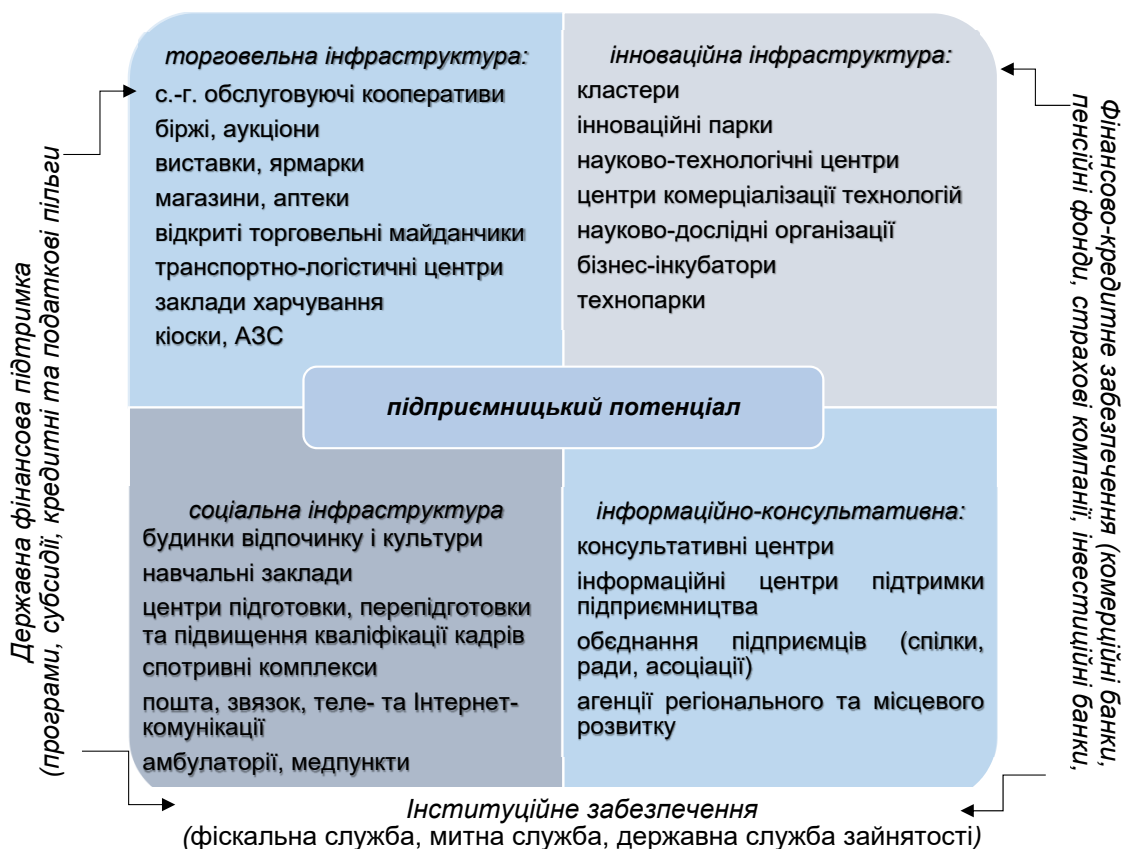 торговельна інфраструктура:
с.-г. обслуговуючі кооперативи
біржі, аукціони
виставки, ярмарки
магазини, аптеки
відкриті торговельні майданчики
транспортно-логістичні центри
заклади харчування
кіоски, АЗС
інноваційна інфраструктура:
кластери
інноваційні парки
науково-технологічні центри
центри комерціалізації технологій
науково-дослідні організації
бізнес-інкубатори
технопарки
підприємницький потенціал
соціальна інфраструктура
будинки відпочинку і культури
навчальні заклади
центри підготовки, перепідготовки
та підвищення кваліфікації кадрів
спотривні комплекси
пошта, звязок, теле- та Інтернет-
комунікації
амбулаторії, медпункти
інформаційно-консультативна:
консультативні центри
інформаційні центри підтримки
підприємництва
обєднання підприємців (спілки,
ради, асоціації)
агенції регіонального та місцевого
розвитку
Державна фінансова підтримка
(програми, субсидії, кредитні та податкові пільги
Фінансово-кредитне забезпечення (комерційні банки,
пенсійні фонди, страхові компанії, інвестиційні банки,
Інституційне забезпечення
(фіскальна служба, митна служба, державна служба зайнятості)